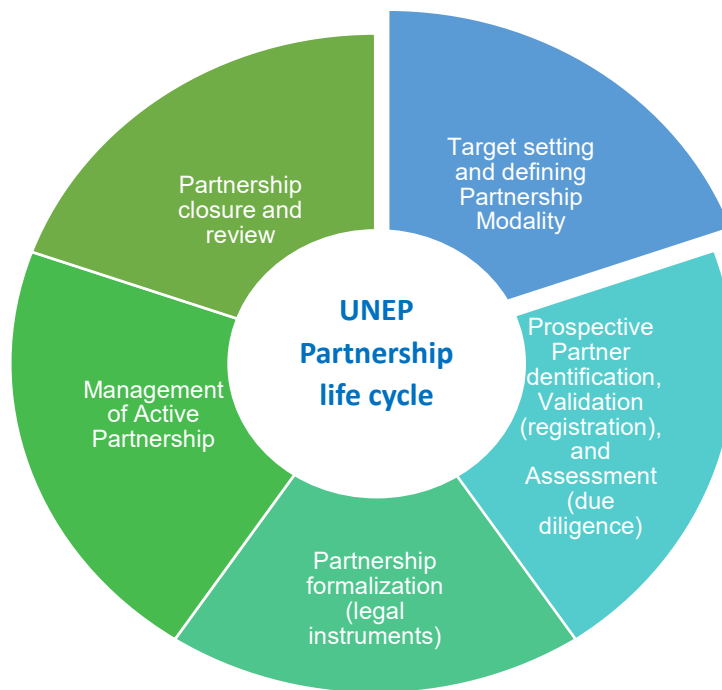 Target setting
and defining
Partnership
Modality
Prospective
Partner
dentification,
Validation
(registration),
and
Assessment
(due
diligence)
Partnership
formalization
(legal
instruments)
Management
of Active
Partnership
Partnership
closure and
review
UNEP
Partnership
life cycle